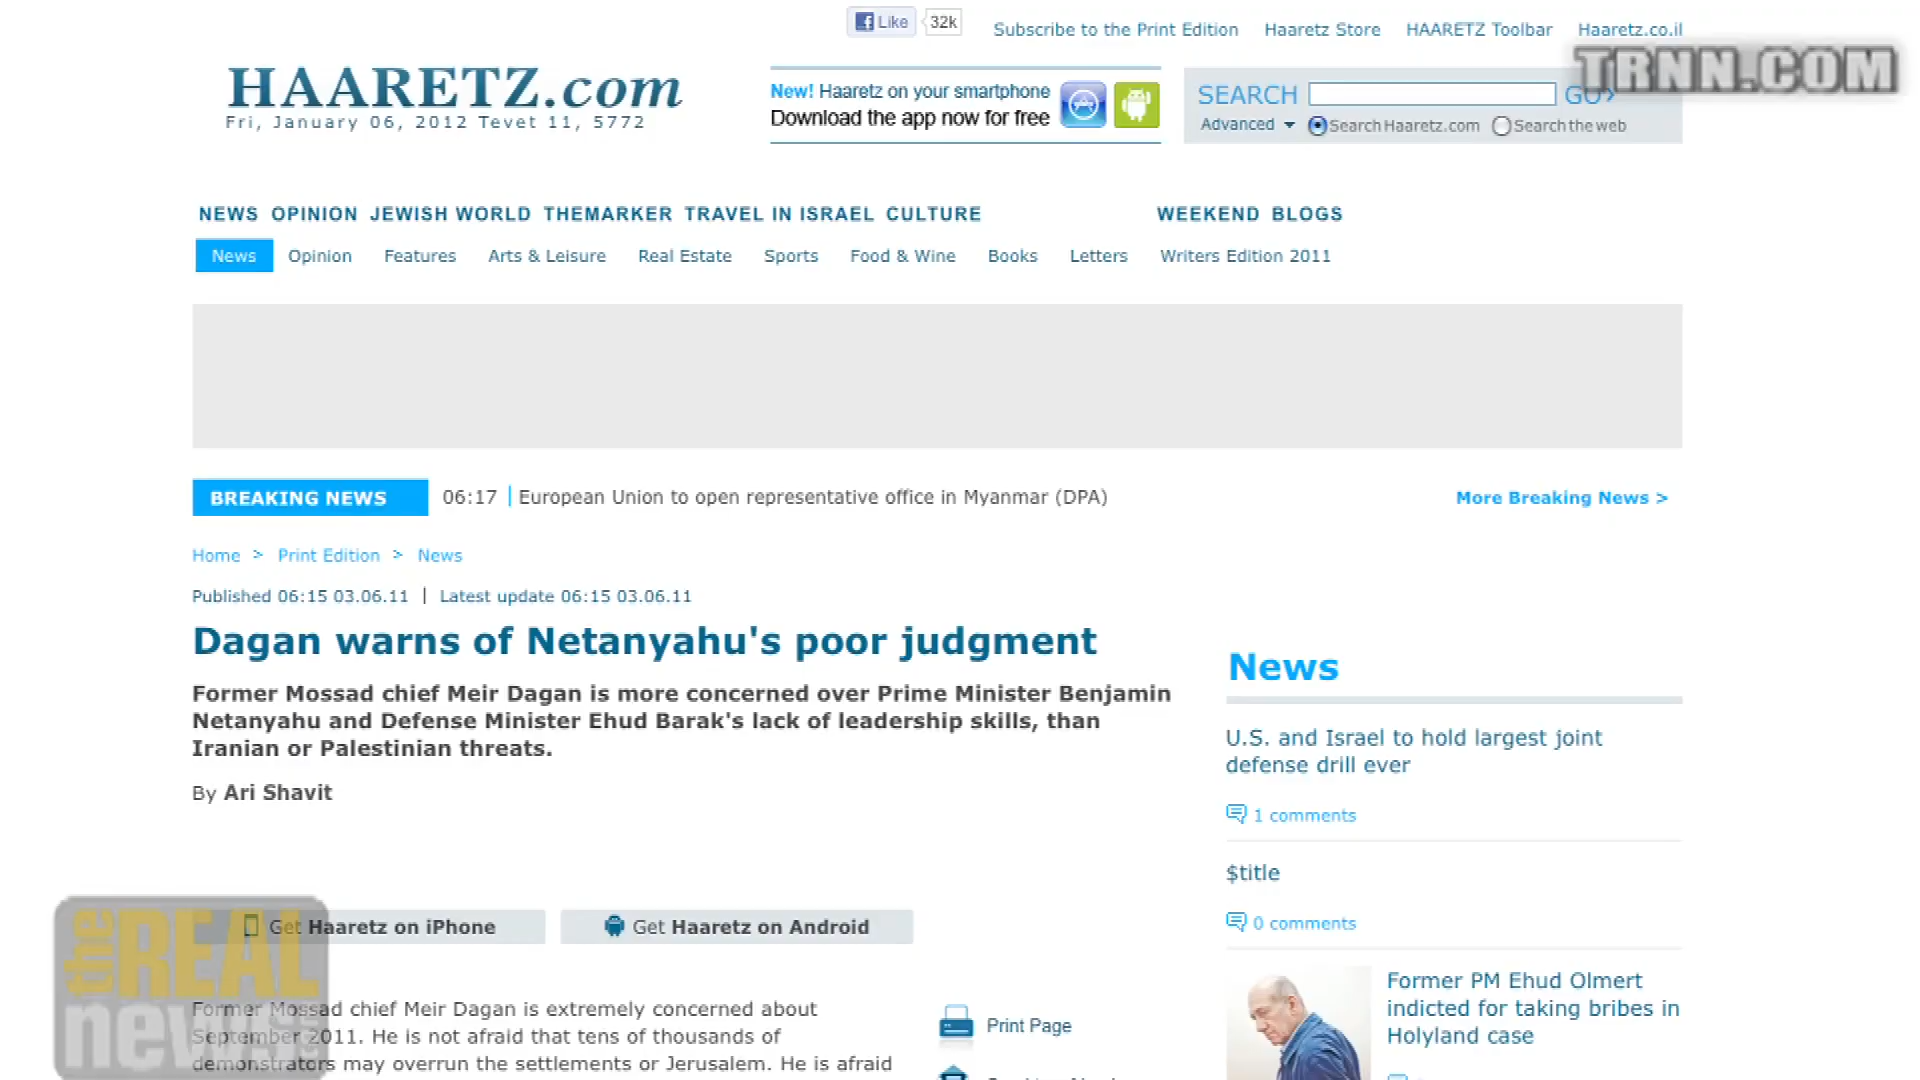 Like 32k
Subscribe to the Print Edition Haaretz Store HAARETZ Toolbar Haaretz.co.il
TRNN.COM
HAARETZ.com
Fri, January 06, 2012 Tevet 11, 5772
New! Haaretz on your smartphone
Download the app now for free
SEARCH GO>
Advanced Search Haaretz.com Search the web
NEWS OPINION JEWISH WORLD THEMARKER TRAVEL IN ISRAEL CULTURE WEEKEND BLOGS
News Opinion Features Arts & Leisure Real Estate Sports Food & Wine Books Letters Writers Edition 2011
BREAKING NEWS 06:17 European Union to open representative office in Myanmar (DPA) More Breaking News >
Home > Print Edition > News
Published 06:15 03.06.11 | Latest update 06:15 03.06.11
Dagan warns of Netanyahu's poor judgment
Former Mossad chief Meir Dagan is more concerned over Prime Minister Benjamin
Netanyahu and Defense Minister Ehud Barak's lack of leadership skills, than
Iranian or Palestinian threats.
By Ari Shavit
Get Haaretz on iPhone Get Haaretz on Android
Former Mossad chief Meir Dagan is extremely concerned about
September 2011. He is not afraid that tens of thousands of
demonstrators may overrun the settlements or Jerusalem. He is afraid
Print Page
News
U.S. and Israel to hold largest joint
defense drill ever
1 comments
$title
0 comments
Former PM Ehud Olmert
indicted for taking bribes in
Holyland case
the REAL
news